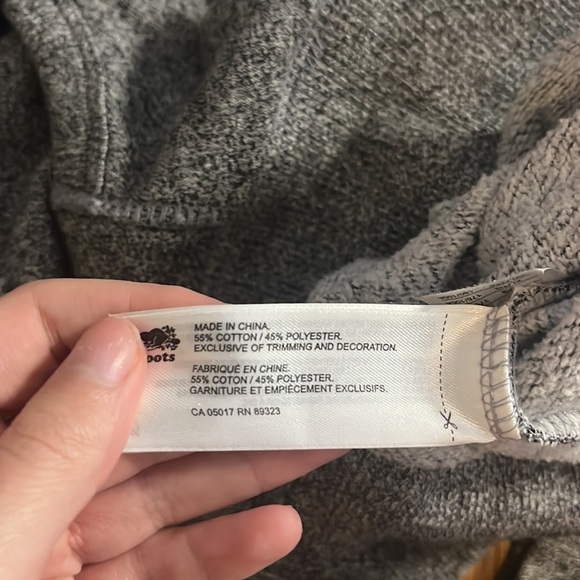 MADE IN CHINA.
55% COTTON / 45% POLYESTER.
EXCLUSIVE OF TRIMMING AND DECORATION.
FABRIQUÉ EN CHINE.
55% COTON / 45% POLYESTER.
GARNITURE ET EMPIÈCEMENT EXCLUSIFS.
CA 05017 RN 89323